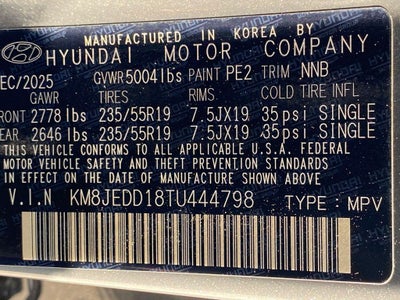 MANUFACTURED IN KOREA BY
HYUNDAI MOTOR COMPANY
EC/2025 GVWR 5004lbs PAINT PE2 TRIM NNB
GAWR TIRES RIMS COLD TIRE INFL
FRONT 2778 lbs 235/55R19 7.5JX19 35psi SINGLE
REAR 2646 lbs 235/55R19 7.5JX19 35psi SINGLE
THIS VEHICLE CONFORMS TO ALL APPLICABLE U.S.A. FEDERAL
MOTOR VEHICLE SAFETY
THEFT PREVENTION STANDARDS IN EFFECT ON THE DATE OF MANUFACTURE SHOWN ABOVE.
V.I.N KM8JEDD18TU444798 TYPE: MPV